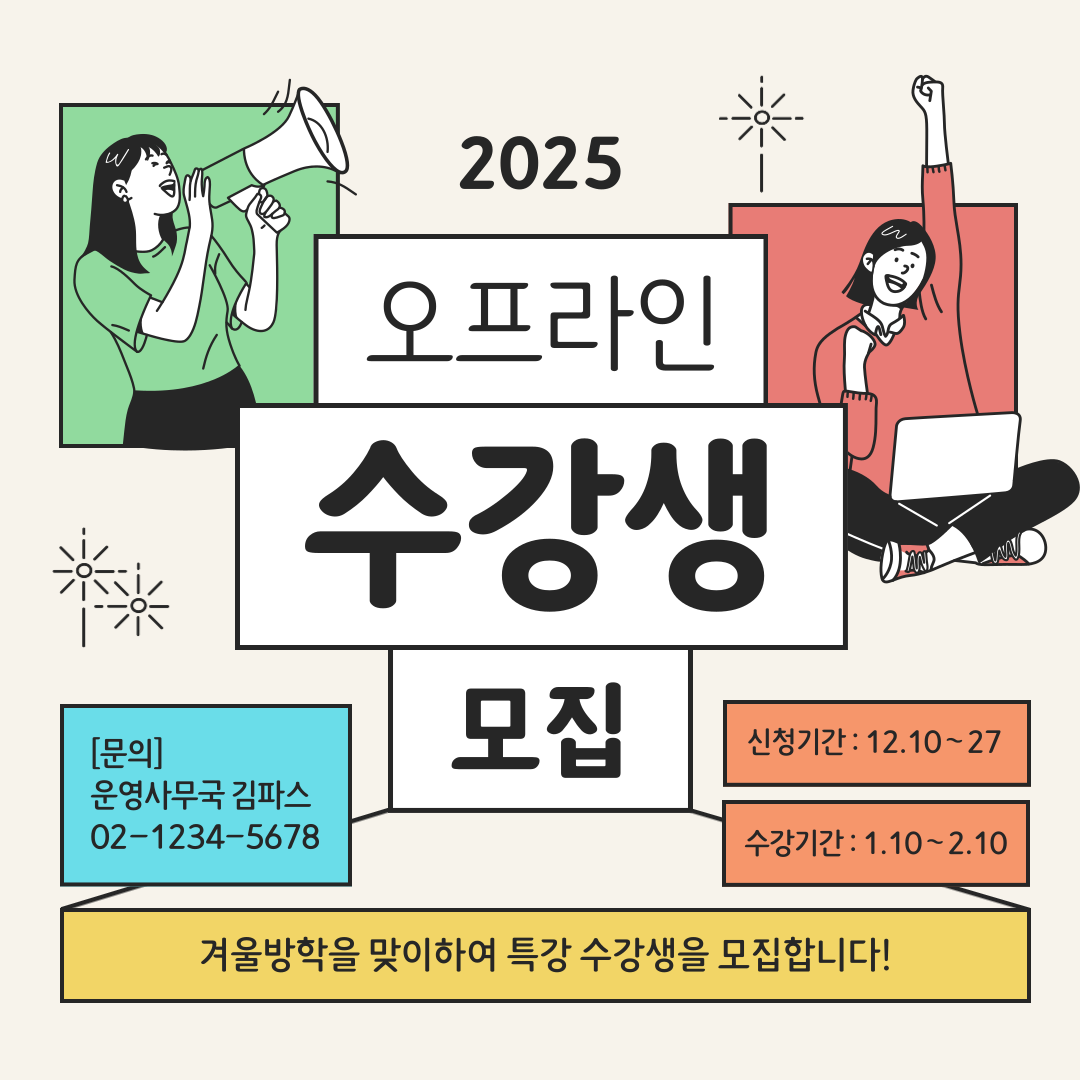 2025
오프라인
수강생
모집
[문의]
운영사무국 김파스
02-1234-5678
신청기간 : 12.10 ~ 27
수강기간 : 1.10 ~ 2.10
겨울방학을 맞이하여 특강 수강생을 모집합니다!